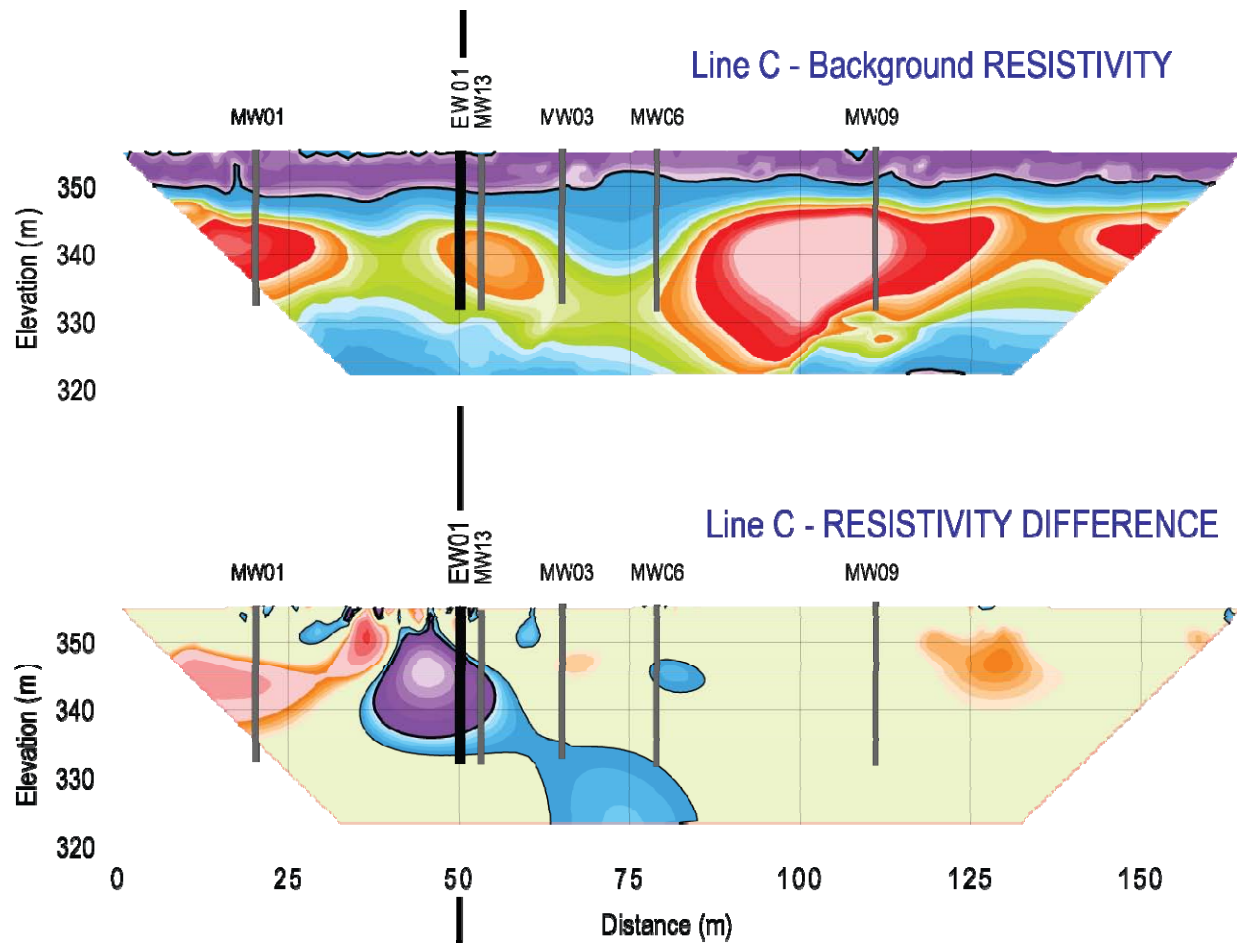 Line C - Background RESISTIVITY
MW01
EW01
MW13
MW03
MW06
MW09
Elevation (m)
350
340
330
320
Line C - RESISTIVITY DIFFERENCE
MW01
EW01
MW13
MW03
MW06
MW09
Elevation (m)
350
340
330
320
0 25 50 75 100 125 150
Distance (m)